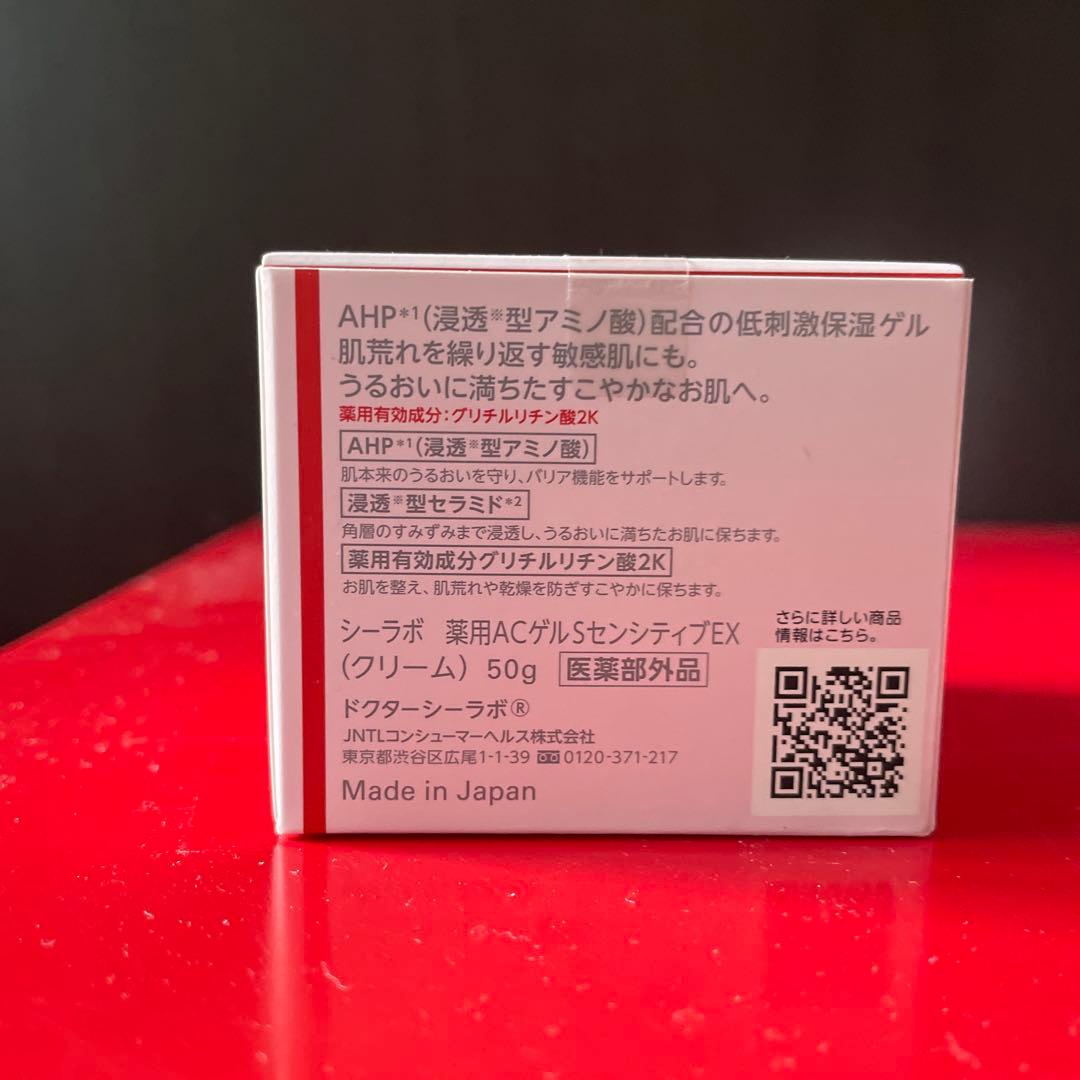 AHP*1(浸透※型アミノ酸)配合の低刺激保湿ゲル
肌荒れを繰り返す敏感肌にも。
うるおいに満ちたすこやかなお肌へ。
薬用有効成分:グリチルリチン酸2K
AHP*1(浸透※型アミノ酸)
肌本来のうるおいを守り、バリア機能をサポートします。
浸透※型セラミド*2
角層のすみずみまで浸透し、うるおいに満ちたお肌に保ちます。
薬用有効成分グリチルリチン酸2K
お肌を整え、肌荒れや乾燥を防ぎすこやかに保ちます。
シーラボ 薬用ACゲルSセンシティブEX
(クリーム) 50g 医薬部外品
ドクターシーラボ®
JNTLコンシューマーヘルス株式会社
東京都渋谷区広尾1-1-39 0120-371-217
Made in Japan
さらに詳しい商品
情報はこちら。